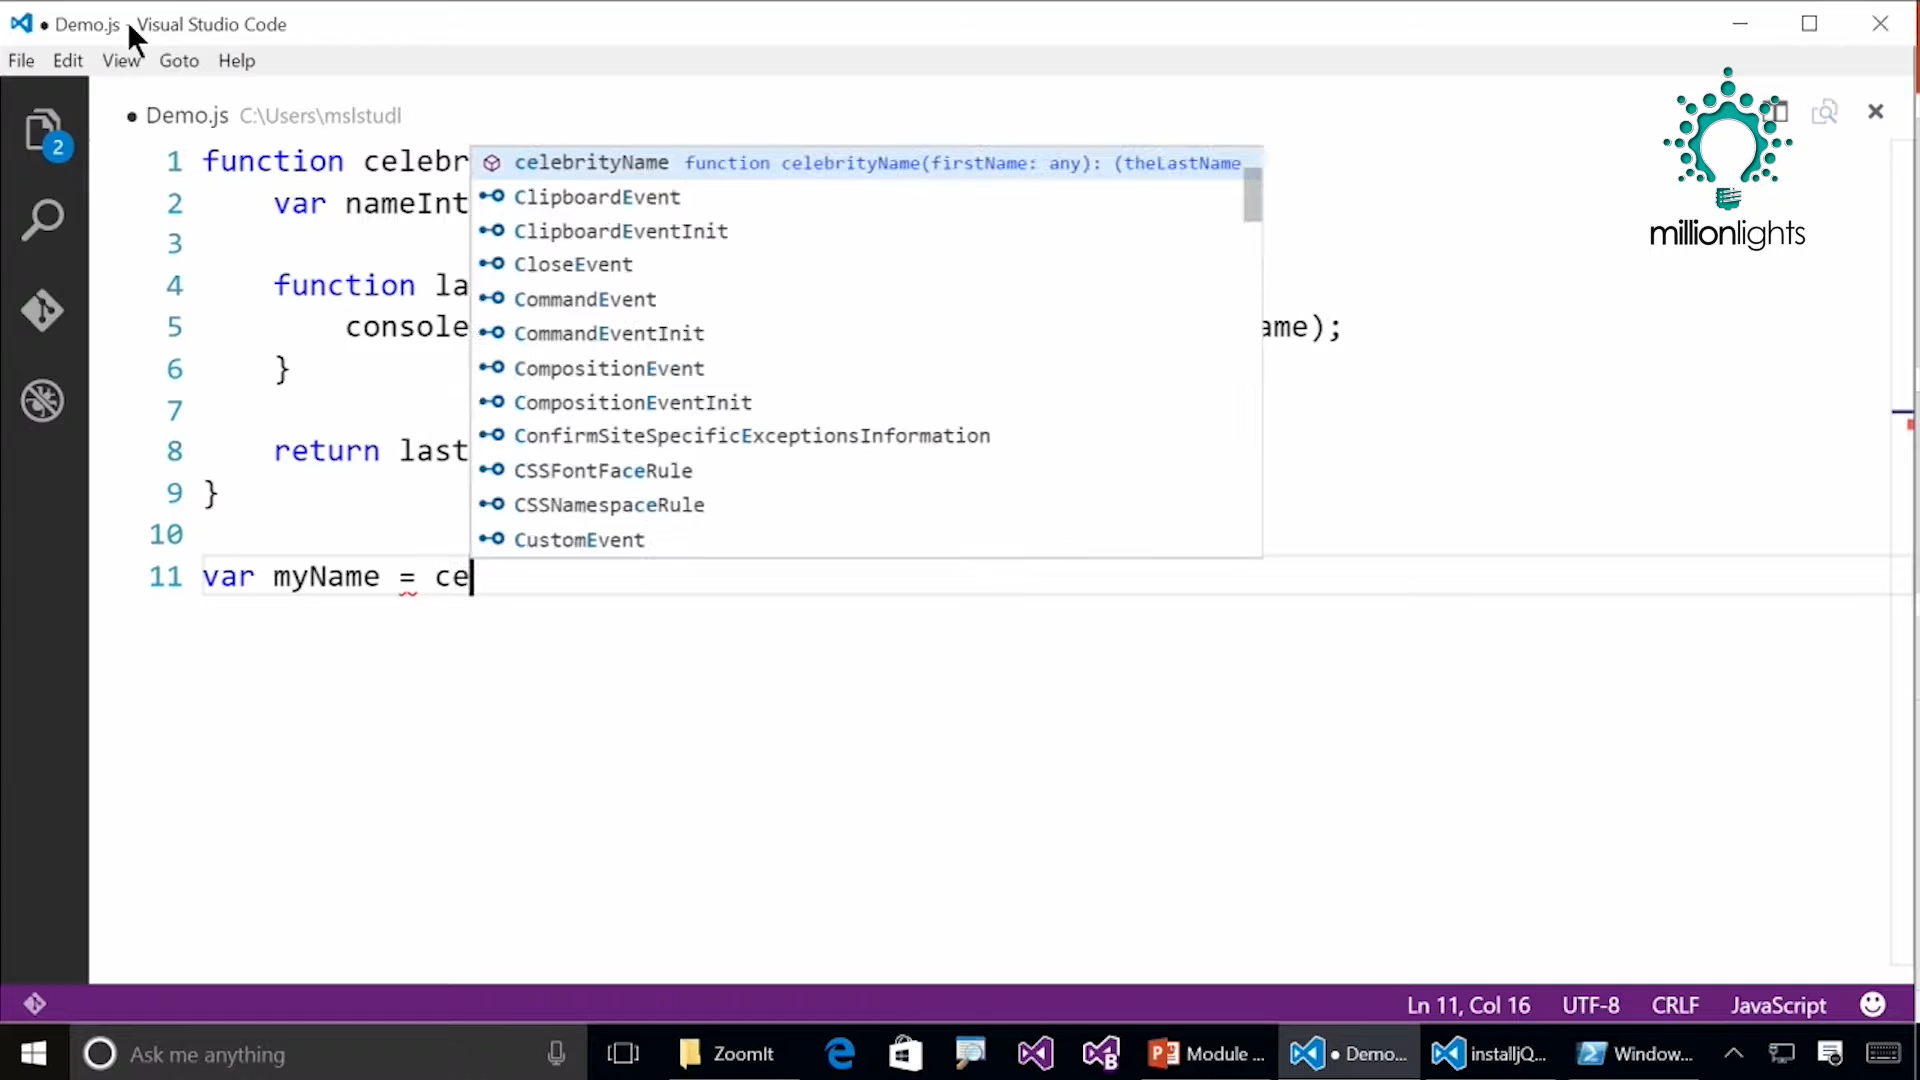 Demo.js - Visual Studio Code
File Edit View Goto Help
millionlights
Demo.js C:\Users\mslstudl
2
1 function celebr
2 var nameInt
3
4 function la
5 console ame);
6 }
7
8 return last
9 }
10
11 var myName = ce
celebrityName function celebrityName(firstName: any): (theLastName
ClipboardEvent
ClipboardEventInit
CloseEvent
CommandEvent
CommandEventInit
CompositionEvent
CompositionEventInit
ConfirmSiteSpecificExceptionsInformation
CSSFontFaceRule
CSSNamespaceRule
CustomEvent
Ln 11, Col 16 UTF-8 CRLF JavaScript
Ask me anything ZoomIt Module ... Demo... installjQ... Window...